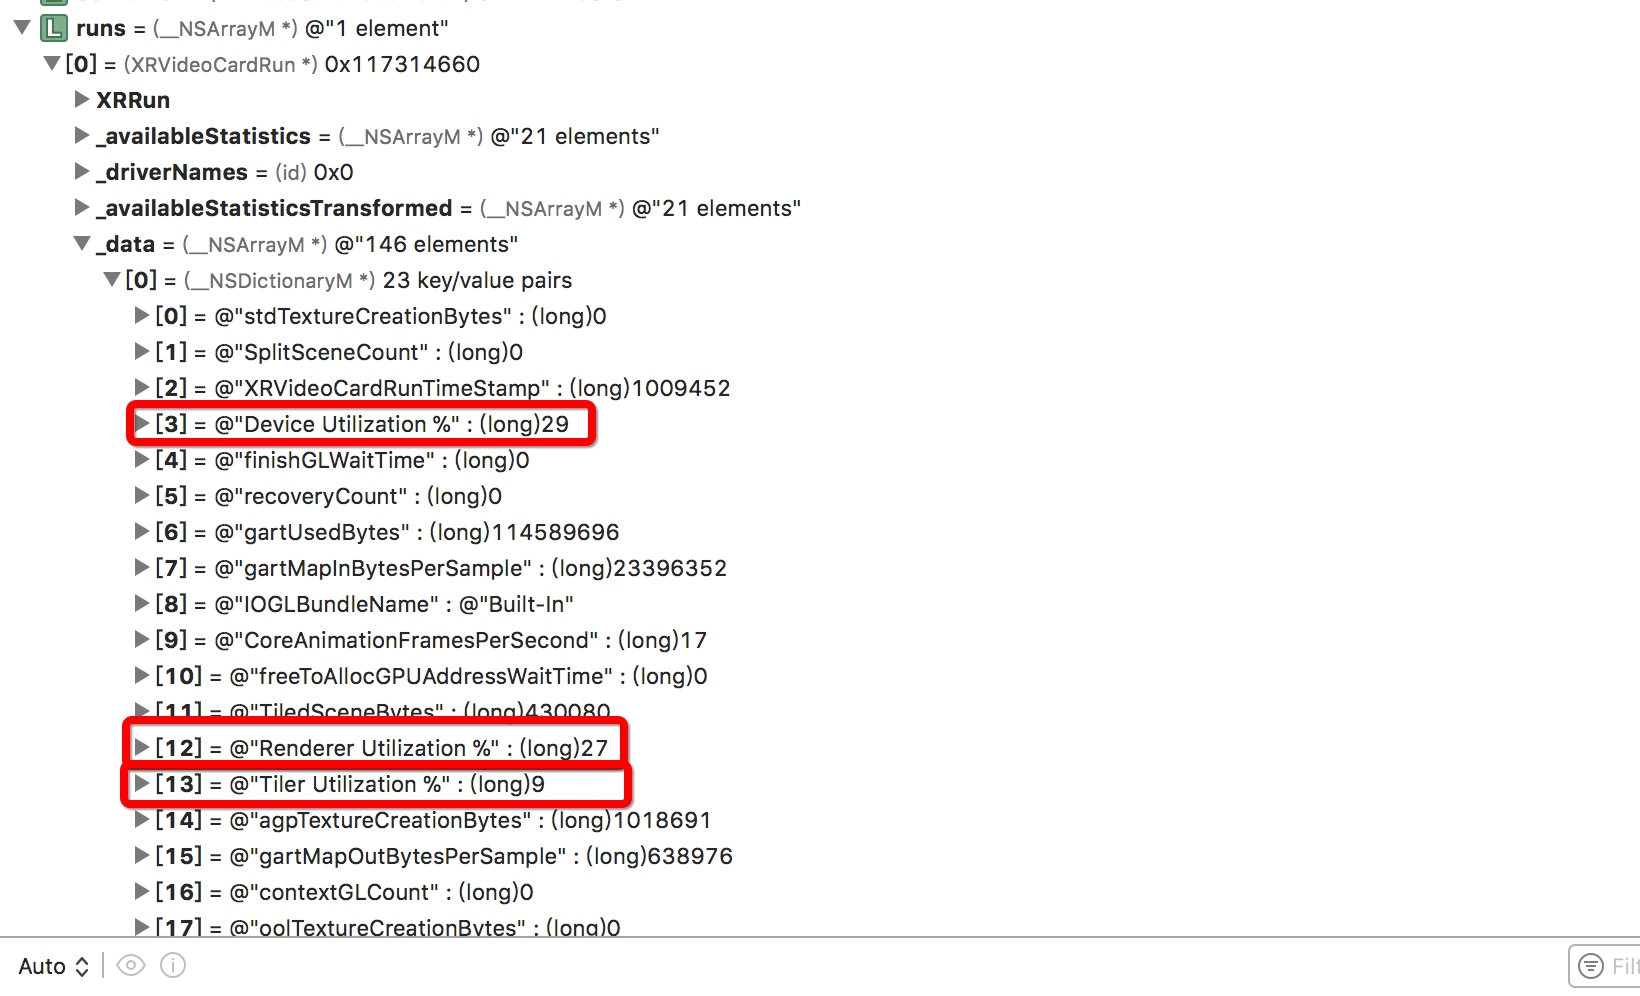 L runs = (__NSArrayM *) @"1 element"
[0] = (XRVideoCardRun *) 0x117314660
XRRun
_availableStatistics = (__NSArrayM *) @"21 elements"
_driverNames = (id) 0x0
_availableStatisticsTransformed = (__NSArrayM *) @"21 elements"
_data = (__NSArrayM *) @"146 elements"
[0] = (__NSDictionaryM *) 23 key/value pairs
[0] = @"stdTextureCreationBytes" : (long)0
[1] = @"SplitSceneCount" : (long)0
[2] = @"XRVideoCardRunTimeStamp" : (long)1009452
[3] = @"Device Utilization %" : (long)29
[4] = @"finishGLWaitTime" : (long)0
[5] = @"recoveryCount" : (long)0
[6] = @"gartUsedBytes" : (long)114589696
[7] = @"gartMapInBytesPerSample" : (long)23396352
[8] = @"IOGLBundleName" : @"Built-In"
[9] = @"CoreAnimationFramesPerSecond" : (long)17
[10] = @"freeToAllocGPUAddressWaitTime" : (long)0
[11] = @"TiledSceneBytes" : (long)430080
[12] = @"Renderer Utilization %" : (long)27
[13] = @"Tiler Utilization %" : (long)9
[14] = @"agpTextureCreationBytes" : (long)1018691
[15] = @"gartMapOutBytesPerSample" : (long)638976
[16] = @"contextGLCount" : (long)0
[17] = @"oolTextureCreationBytes" : (long)0
Auto